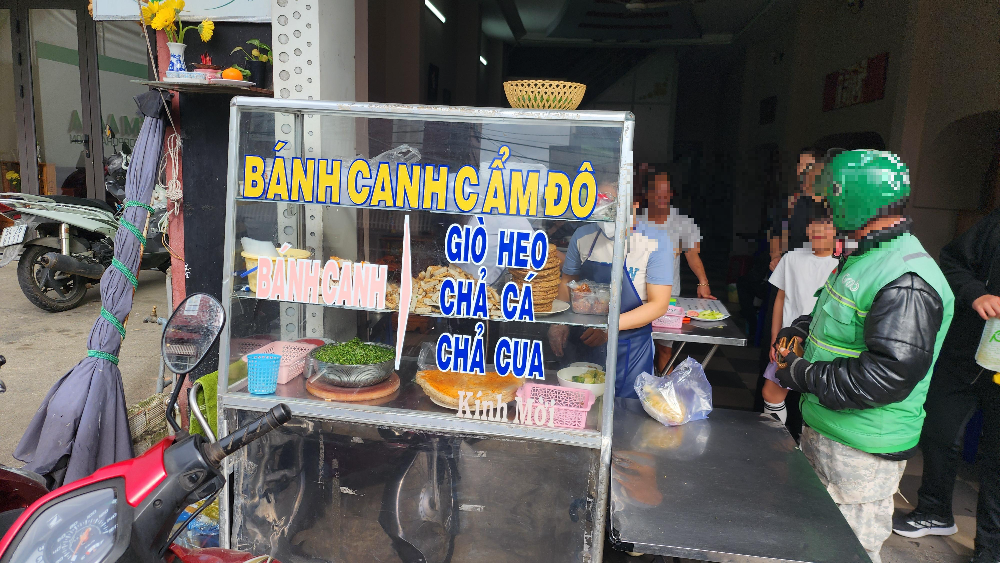 BÁNH CANH CẨM ĐÔ
BÁNH CANH
GIÒ HEO
CHẢ CÁ
CHẢ CUA
Kính Mời